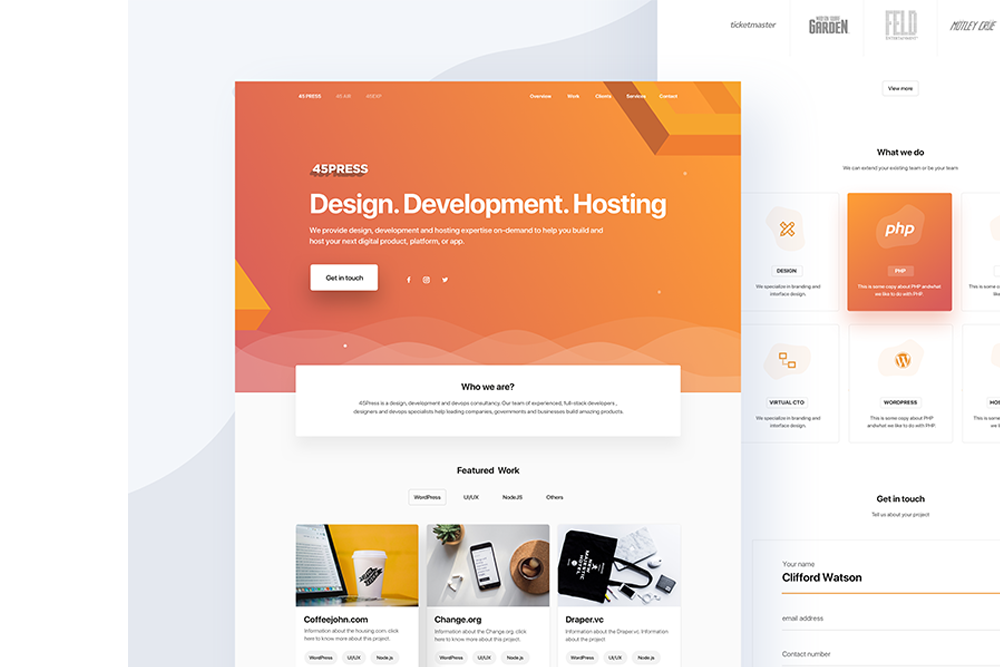 45 PRESS
45 AIR
45EXP
Overview
Work
Clients
Services
Contact
45PRESS
Design. Development. Hosting
We provide design, development and hosting expertise on-demand to help you build and
host your next digital product, platform, or app.
Get in touch
Who we are?
45Press is a design, development and devops consultancy. Our team of experienced, full-stack developers ,
designers and devops specialists help loading companies, governments and businesses build amazing products.
Featured Work
WordPress
UI/UX
NodeJS
Others
Coffeejohn.com
Information about the housing.com. click
here to know more about this project.
WordPress
UI/UX
Node.js
Change.org
Information about the Change.org, click
here to know more about this project.
WordPress
UI/UX
Node.js
Draper.vc
Information about the Draper.vc. Information
about the project
WordPress
UI/UX
Node.js
ticketmaster
GARDEN
FELD
MOTLEY CRUE
View more
What we do
We can extend your existing team or be your team
DESIGN
We specialize in branding and
interface design.
php
PHP
This is some copy about PHP andwhat
we like to do with PHP.
This is some c
like
VIRTUAL CTO
We specialize in branding and
interface design.
WORDPRESS
This is some copy about PHP
andwhat we like to do with PHP.
HOS
This is some
we l
Get in touch
Tell us about your project
Your name
Clifford Watson
email address
Contact number